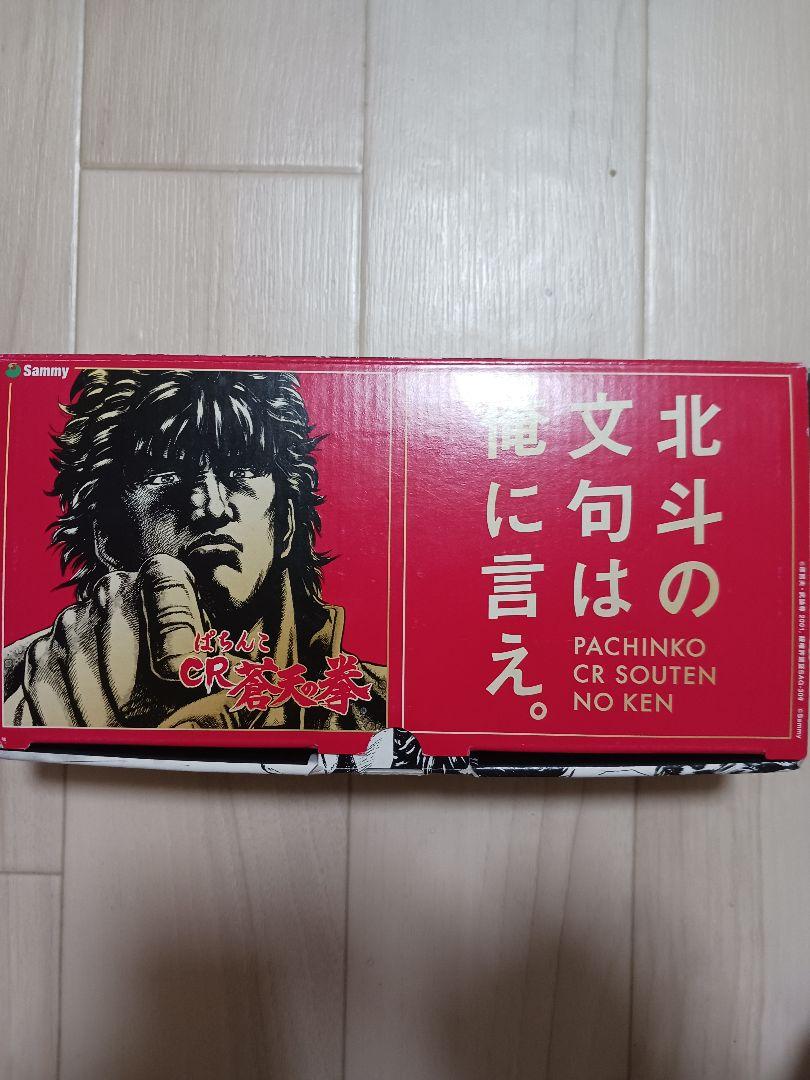 Sammy
ぱちんこ
CR蒼天の拳
北斗の
文句は
俺に言え。
PACHINKO
CR SOUTEN
NO KEN
©Sammy